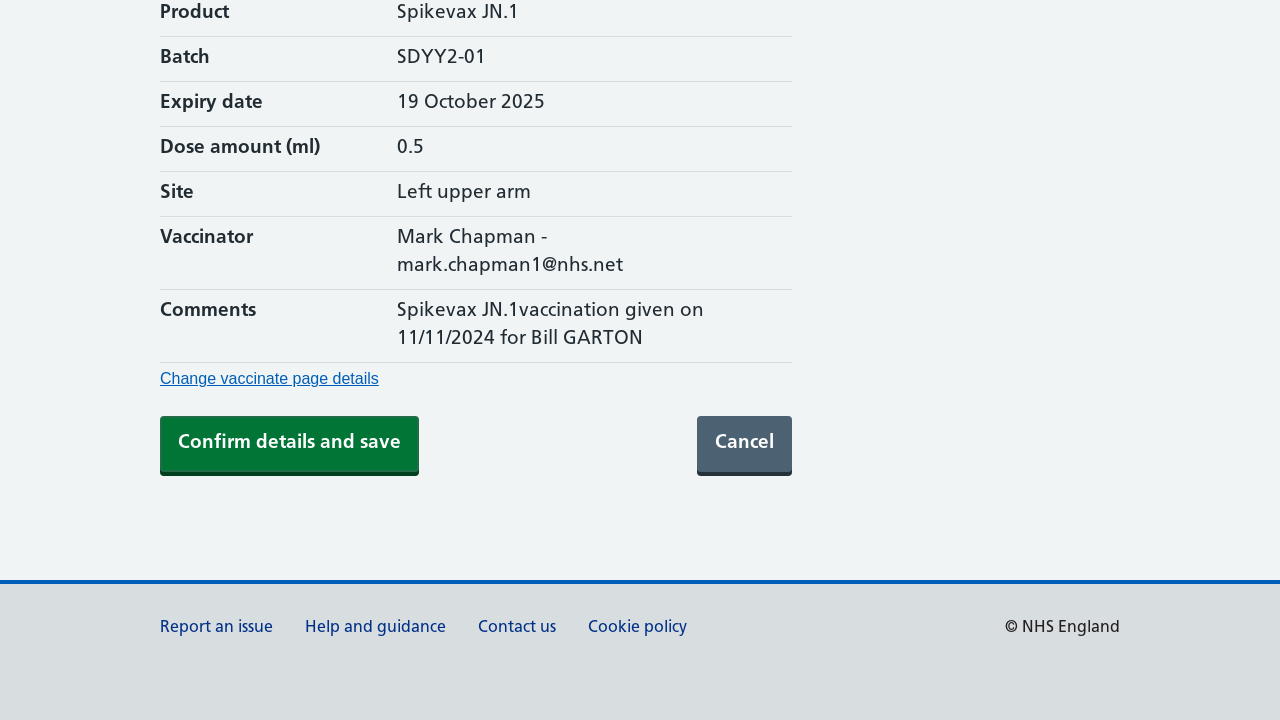 Product Spikevax JN.1
Batch SDYY2-01
Expiry date 19 October 2025
Dose amount (ml) 0.5
Site Left upper arm
Vaccinator Mark Chapman -
mark.chapman1@nhs.net
Comments Spikevax JN.1vaccination given on
11/11/2024 for Bill GARTON
Change vaccinate page details
Confirm details and save Cancel
Report an issue Help and guidance Contact us Cookie policy © NHS England